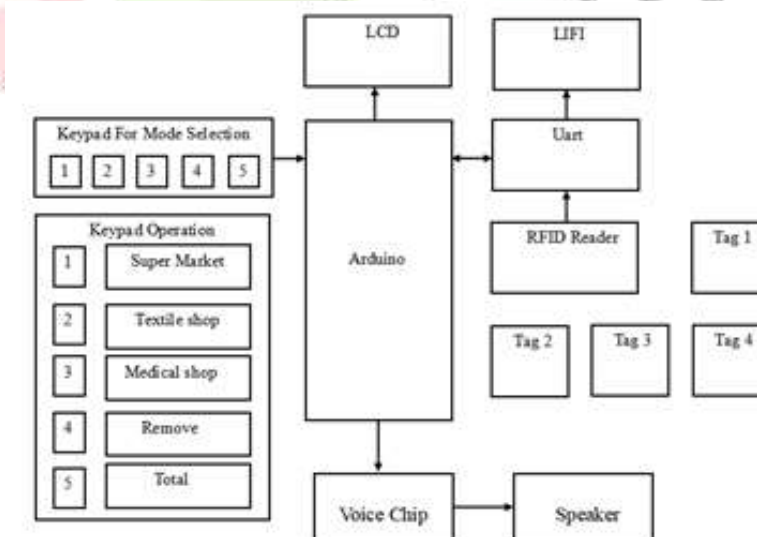 LCD
LIFI
Keypad For Mode Selection
1 2 3 4 5
Uart
Keypad Operation
1 Super Market
2 Textile shop
3 Medical shop
4 Remove
5 Total
Arduino
RFID Reader
Tag 1
Tag 2
Tag 3
Tag 4
Voice Chip
Speaker